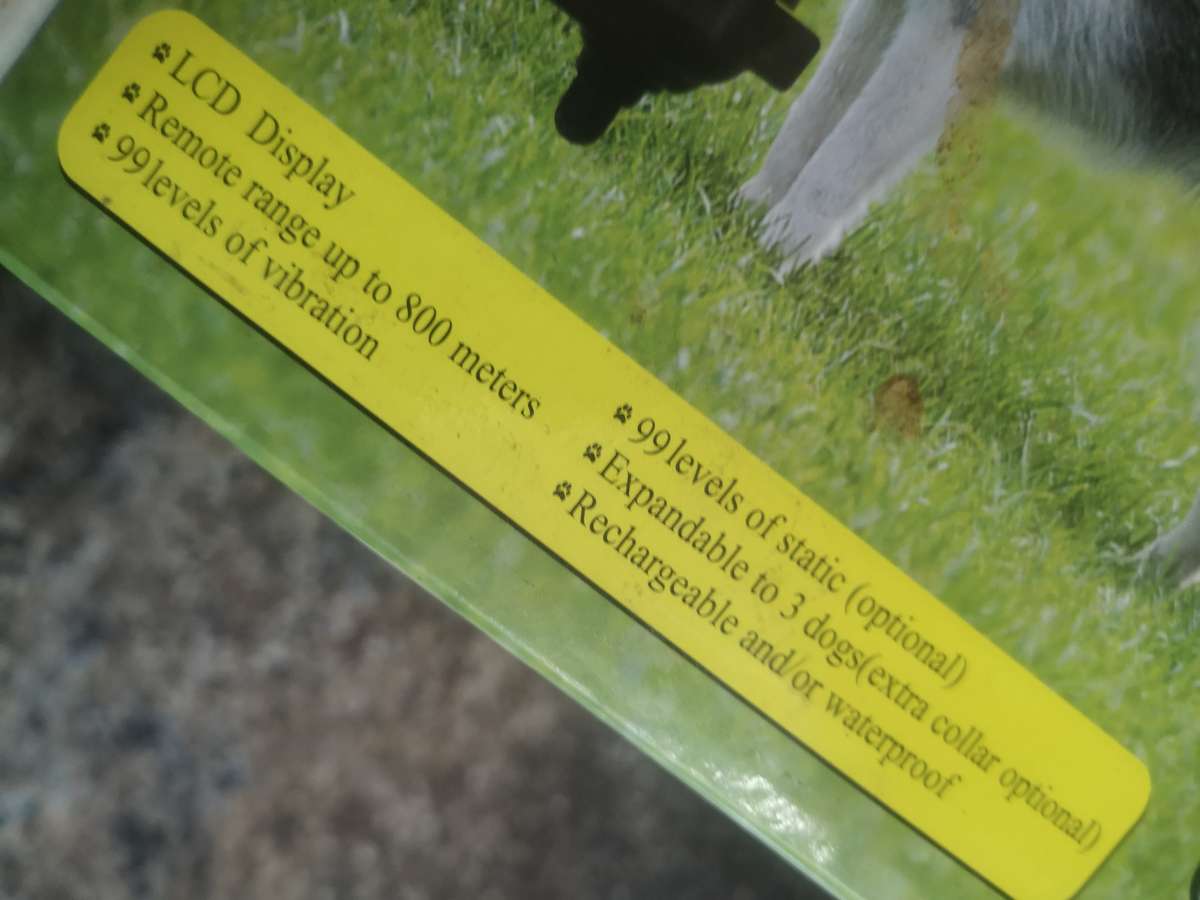 LCD Display
Remote range up to 800 meters
99levels of vibration
99levels of static (optional)
Expandable to 3 dogs(extra collar optional)
Rechargeable and/or waterproof